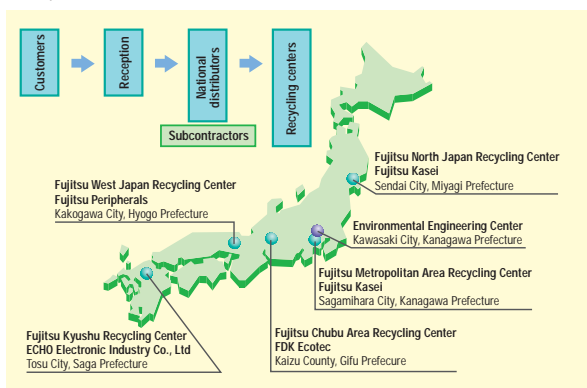 Customers
Reception
National
distributors
Recycling centers
Subcontractors
Fujitsu North Japan Recycling Center
Fujitsu Kasei
Sendai City, Miyagi Prefecture
Fujitsu West Japan Recycling Center
Fujitsu Peripherals
Kakogawa City, Hyogo Prefecture
Environmental Engineering Center
Kawasaki City, Kanagawa Prefecture
Fujitsu Metropolitan Area Recycling Center
Fujitsu Kasei
Sagamihara City, Kanagawa Prefecture
Fujitsu Kyushu Recycling Center
ECHO Electronic Industry Co., Ltd
Tosu City, Saga Prefecture
Fujitsu Chubu Area Recycling Center
FDK Ecotec
Kaizu County, Gifu Prefecure